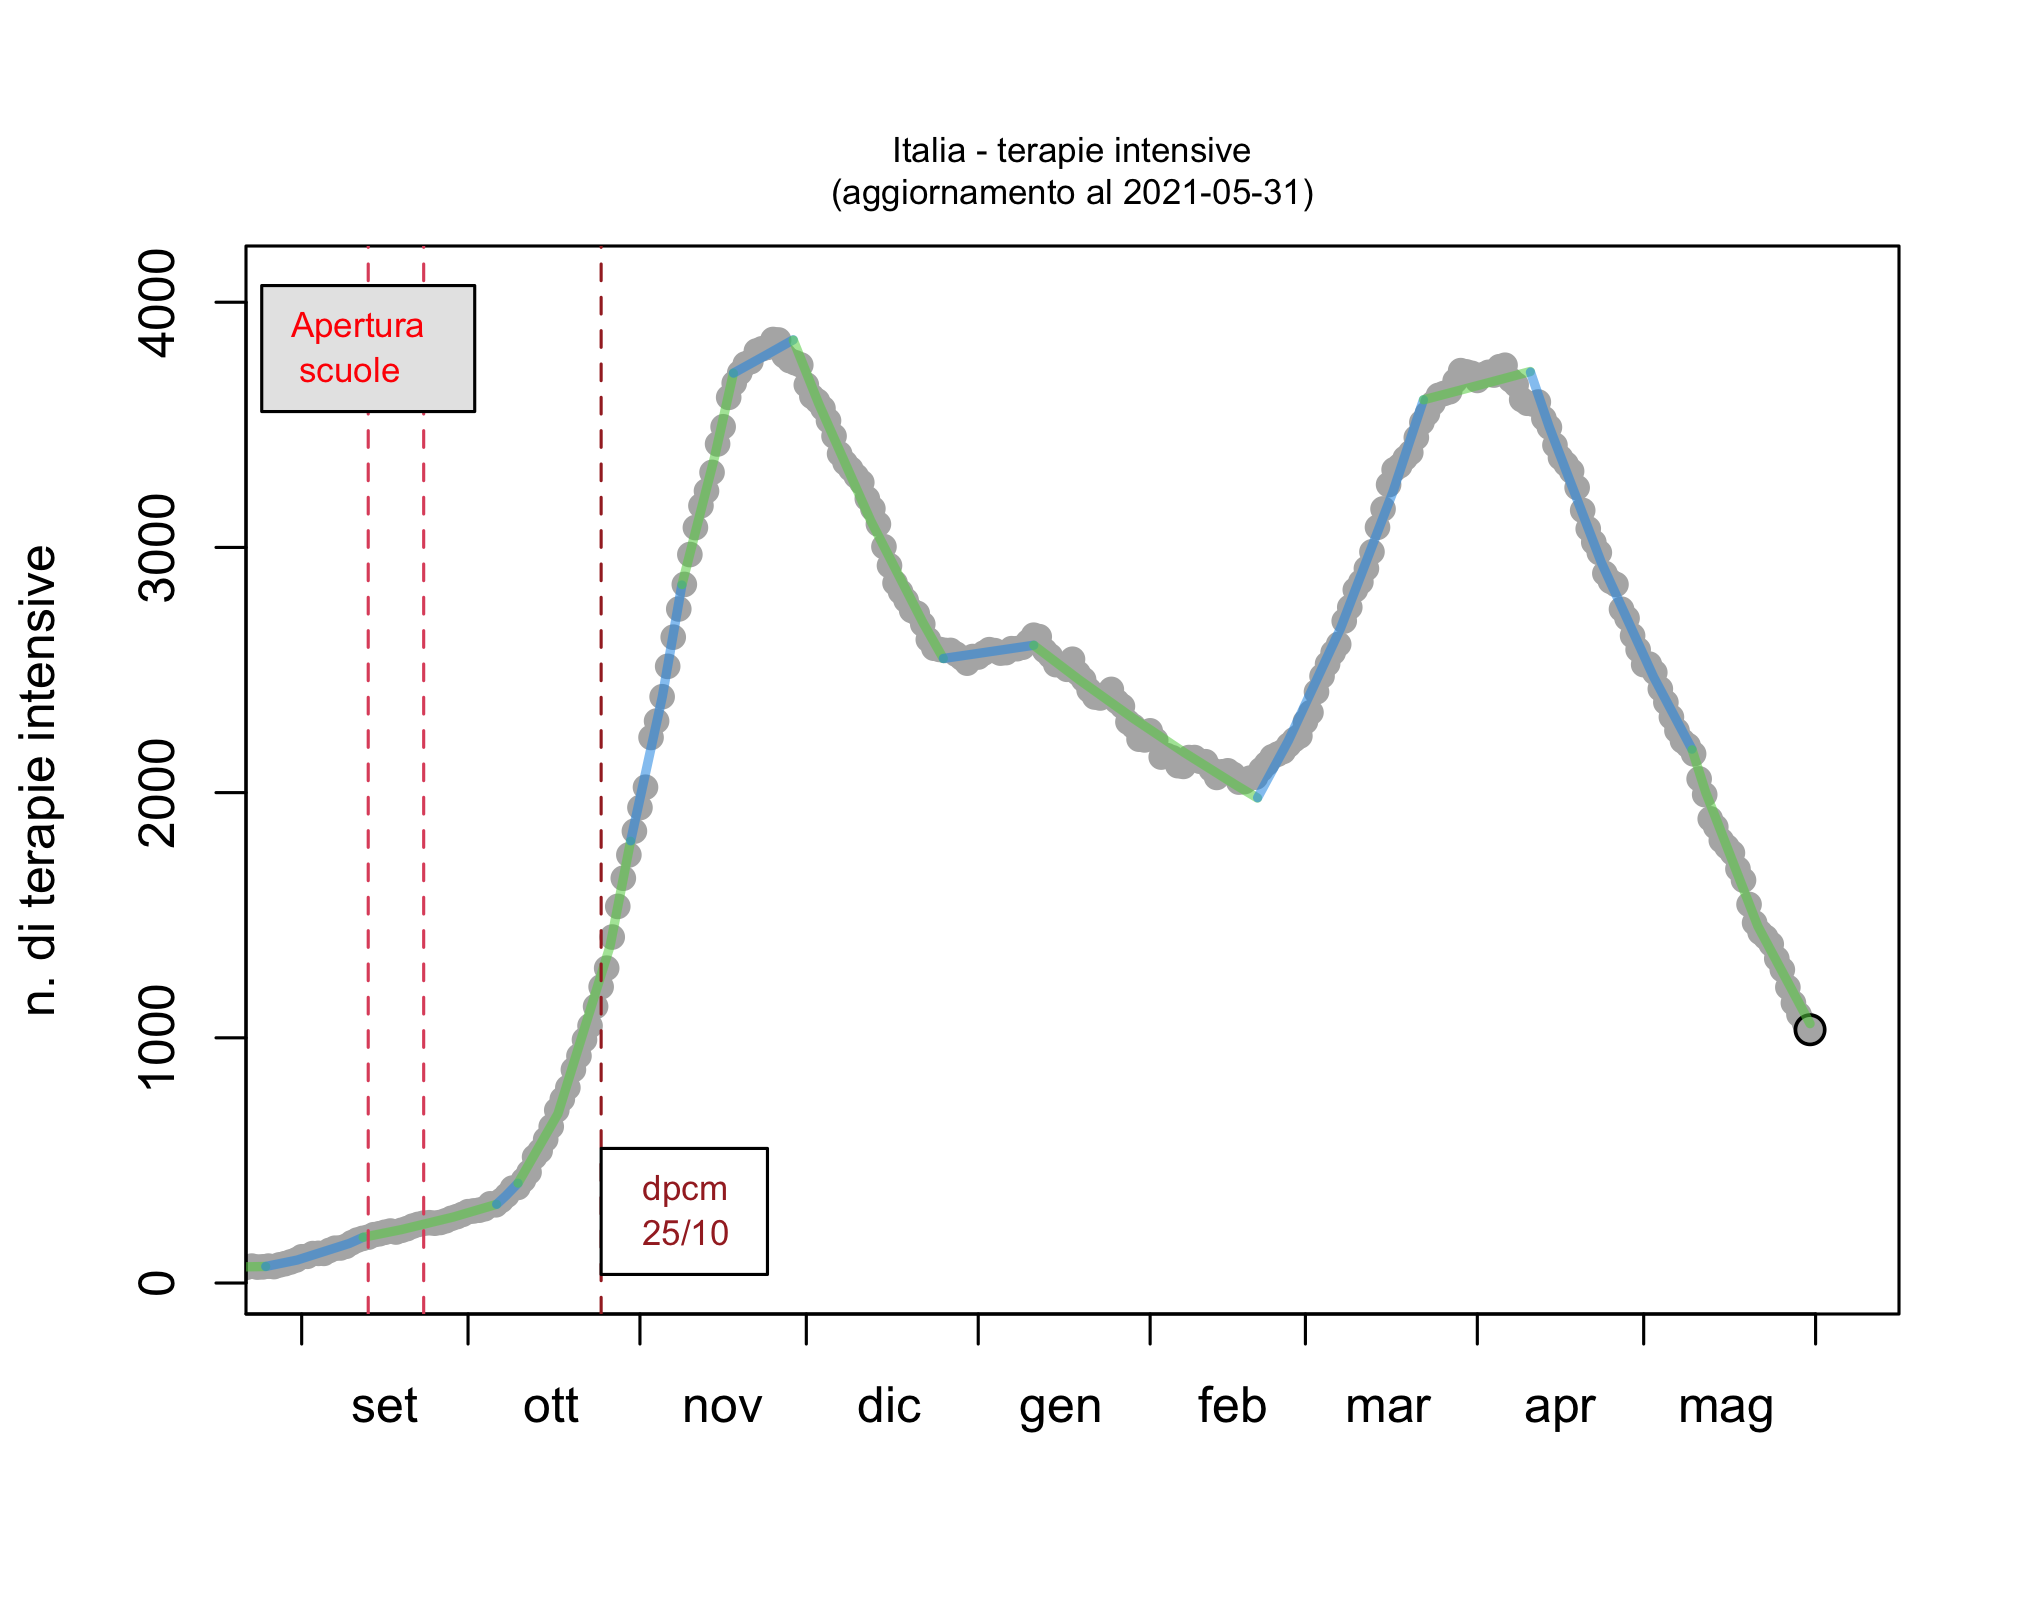 Italia - terapie intensive
(aggiornamento al 2021-05-31)
n. di terapie intensive
4000
3000
2000
1000
0
Apertura
scuole
dpcm
25/10
set ott nov dic gen feb mar apr mag